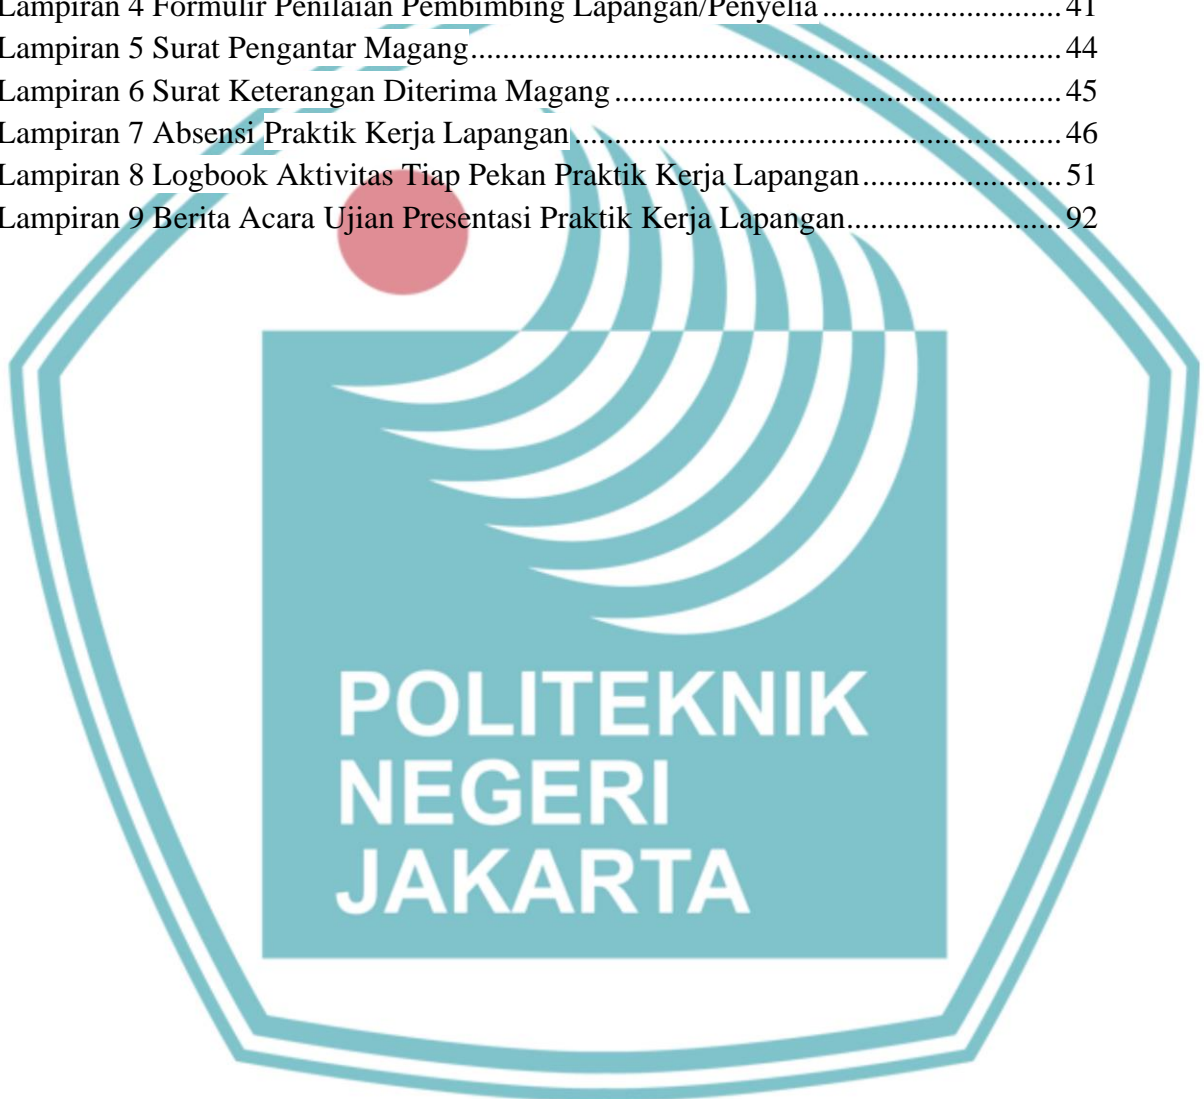 Lampiran 4 Formulir Penilaian Pembimbing Lapangan/Penyelia.............................. 41
Lampiran 5 Surat Pengantar Magang.......................................................................... 44
Lampiran 6 Surat Keterangan Diterima Magang ........................................................ 45
Lampiran 7 Absensi Praktik Kerja Lapangan............................................................. 46
Lampiran 8 Logbook Aktivitas Tiap Pekan Praktik Kerja Lapangan......................... 51
Lampiran 9 Berita Acara Ujian Presentasi Praktik Kerja Lapangan........................... 92
POLITEKNIK
NEGERI
JAKARTA